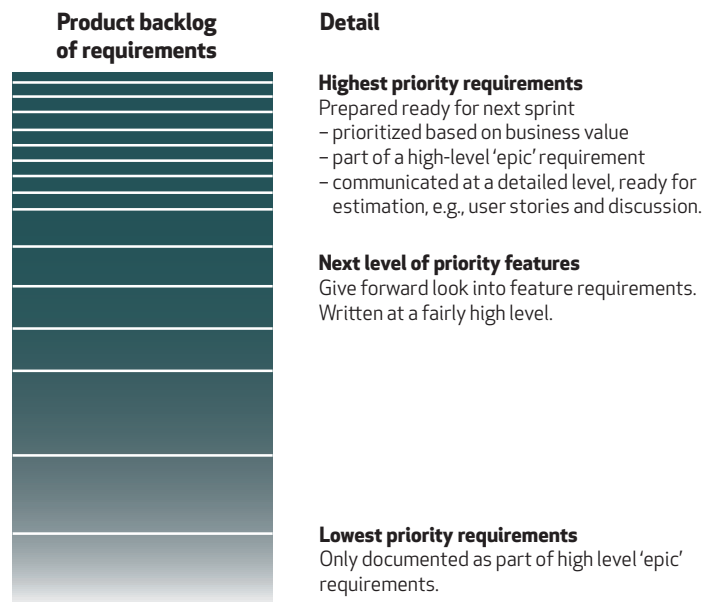 Product backlog
of requirements
Detail
Highest priority requirements
Prepared ready for next sprint
– prioritized based on business value
– part of a high-level ‘epic’ requirement
– communicated at a detailed level, ready for
estimation, e.g., user stories and discussion.
Next level of priority features
Give forward look into feature requirements.
Written at a fairly high level.
Lowest priority requirements
Only documented as part of high level ‘epic’
requirements.